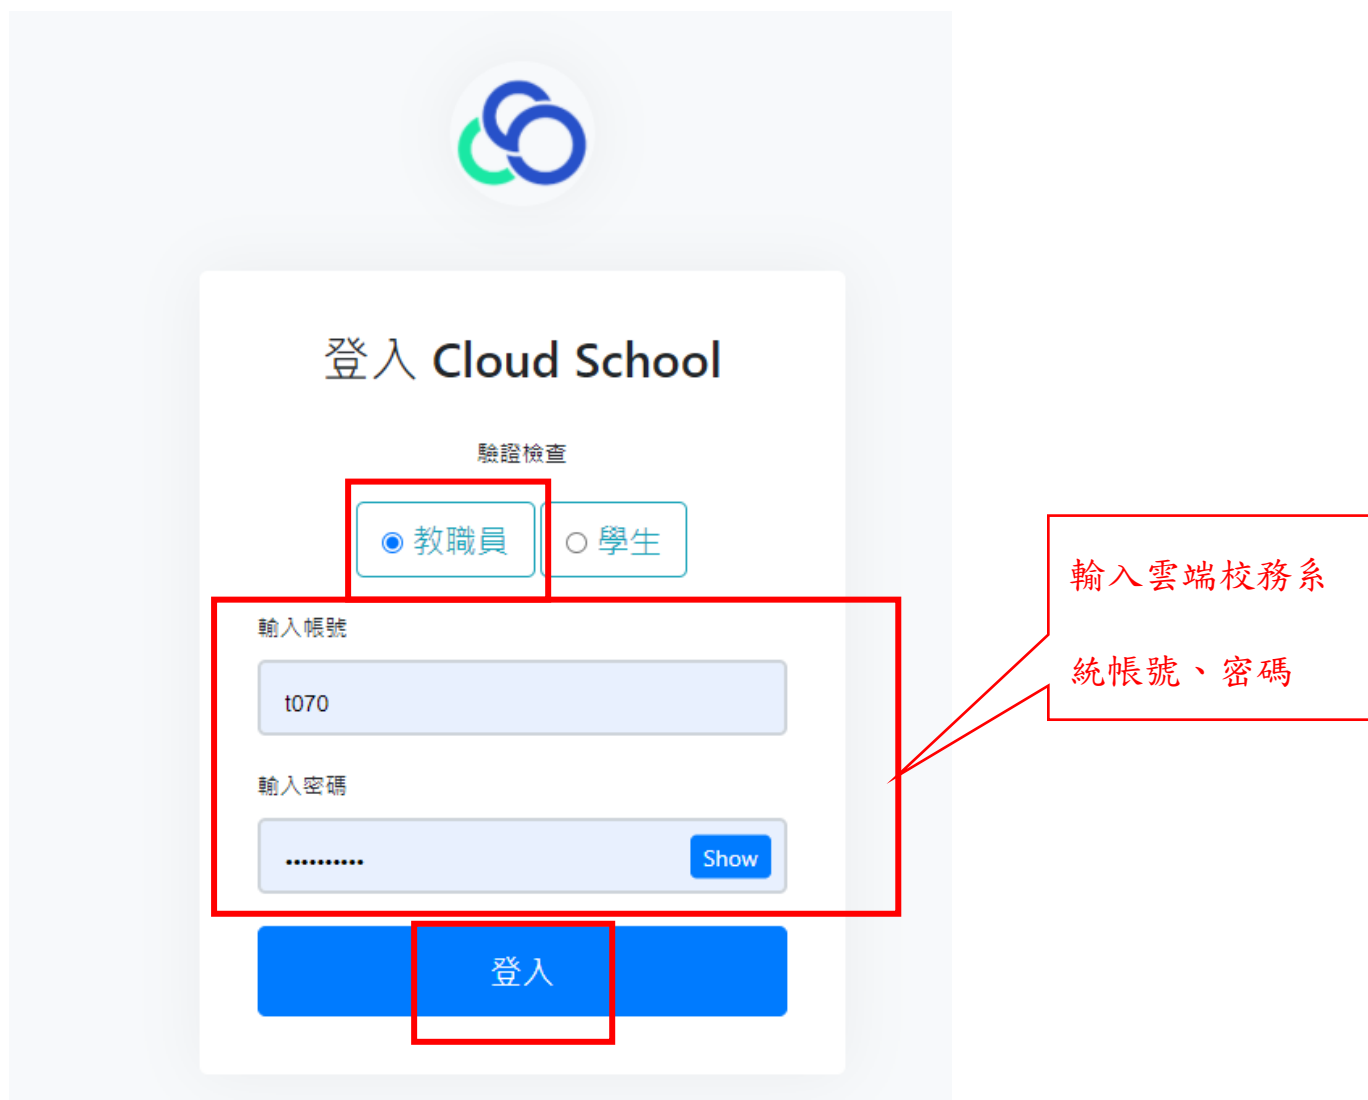 登入 Cloud School
驗證檢查
教職員
學生
輸入帳號
t070
輸入密碼
••••••••••
Show
登入
輸入雲端校務系
統帳號、密碼